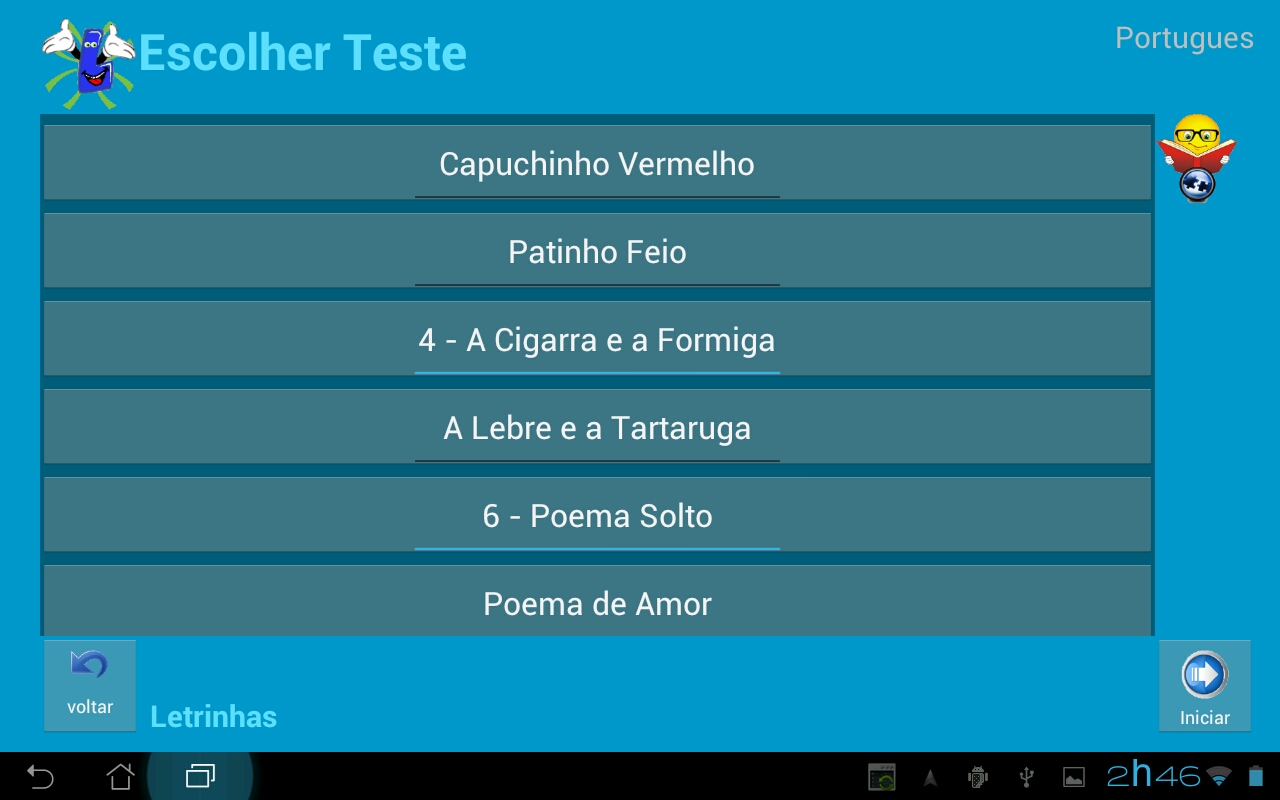 Escolher Teste
Portugues
Capuchinho Vermelho
Patinho Feio
4 - A Cigarra e a Formiga
A Lebre e a Tartaruga
6 - Poema Solto
Poema de Amor
voltar
Letrinhas
Iniciar
2h46